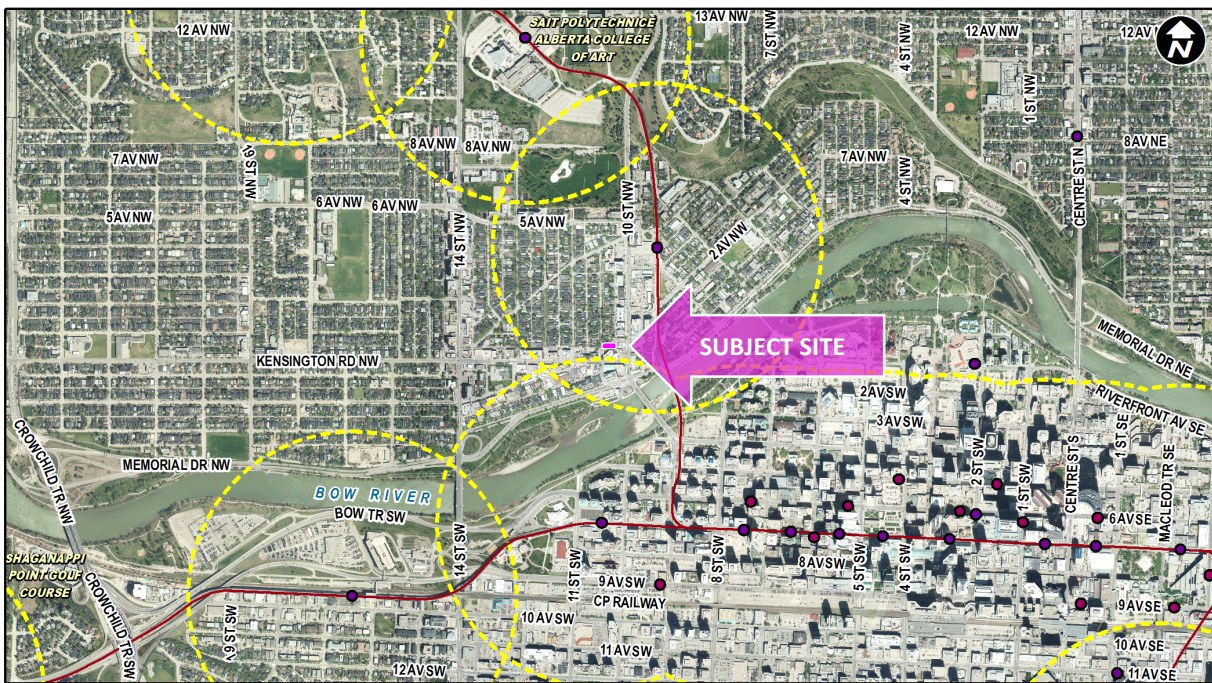 12 AV NW
SAIT POLYTECHNICE
ALBERTA COLLEGE
OF ART
13 AV NW
7 ST NW
4 ST NW
12 AV NW
12 AV
N
1 ST NW
CENTRE ST N
8 AV NE
7 AV NW
19 ST NW
8 AV NW
8 AV NW
7 AV NW
4 ST NW
6 AV NW
6 AV NW
5 AV NW
5 AV NW
14 ST NW
10 ST NW
2 AV NW
KENSINGTON RD NW
SUBJECT SITE
MEMORIAL DR NE
RIVERFRONT AV SE
2 AV SW
3 AV SW
CROWCHILD TR NW
MEMORIAL DR NW
BOW RIVER
BOW TR SW
2 ST SW
1 ST SW
CENTRE ST S
1 ST SE
MACLEOD TR SE
6 AV SE
SHAGANAPPI
POINT GOLF
COURSE
CROWCHILD TR SW
14 ST SW
11 ST SW
8 ST SW
8 AV SW
5 ST SW
4 ST SW
9 AV SW
CP RAILWAY
9 AV SE
19 ST SW
10 AV SW
11 AV SW
12 AV SW
10 AV SE
11 AV SE